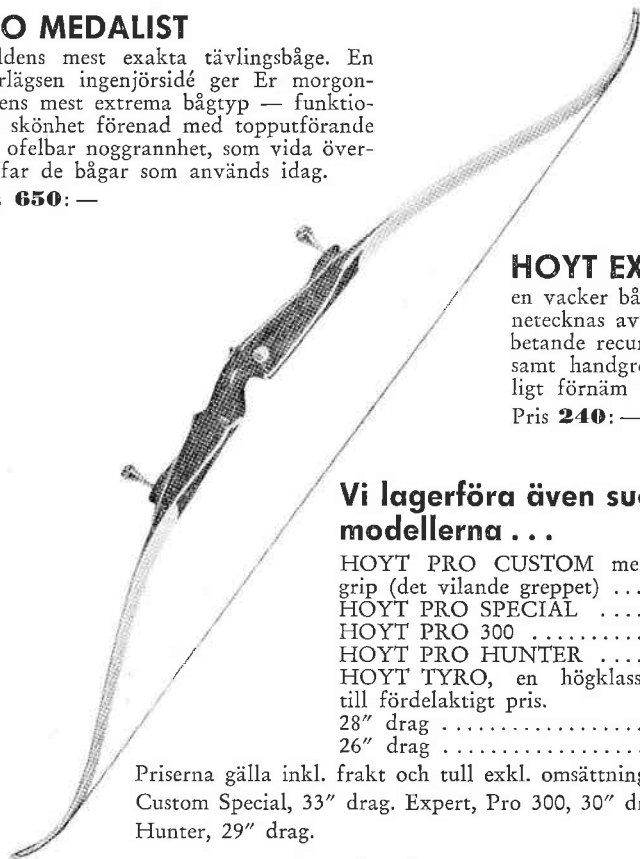 O MEDALIST
ldens mest exakta tävlingsbåge. En
rlägsen ingenjörsidé ger Er morgon-
ens mest extrema bågtyp — funktio-
skönhet förenad med topputförande
ofelbar noggrannhet, som vida över-
far de bågar som används idag.
650: —
HOYT EX
en vacker bå
netecknas av
betande recur
samt handgre
ligt förnäm
Pris 240: —
Vi lagerföra även su
modellerna . . .
HOYT PRO CUSTOM me
grip (det vilande greppet) ...
HOYT PRO SPECIAL ....
HOYT PRO 300 ..........
HOYT PRO HUNTER ....
HOYT TYRO, en högklass
till fördelaktigt pris.
28" drag ..................
26" drag ..................
Priserna gälla inkl. frakt och tull exkl. omsättning
Custom Special, 33" drag. Expert, Pro 300, 30" dr
Hunter, 29" drag.